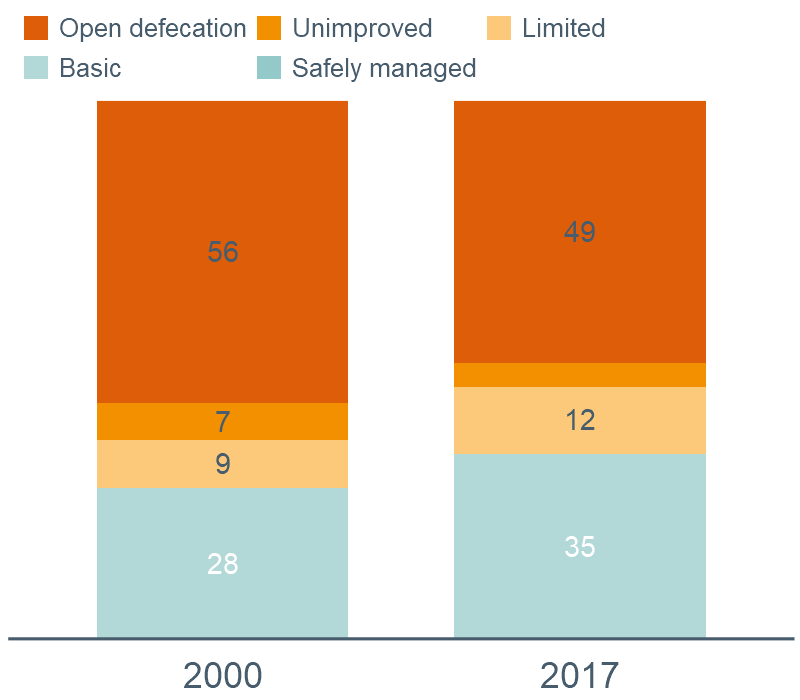 Open defecation Unimproved Limited
Basic Safely managed
56 49
7 12
9
28 35
2000 2017